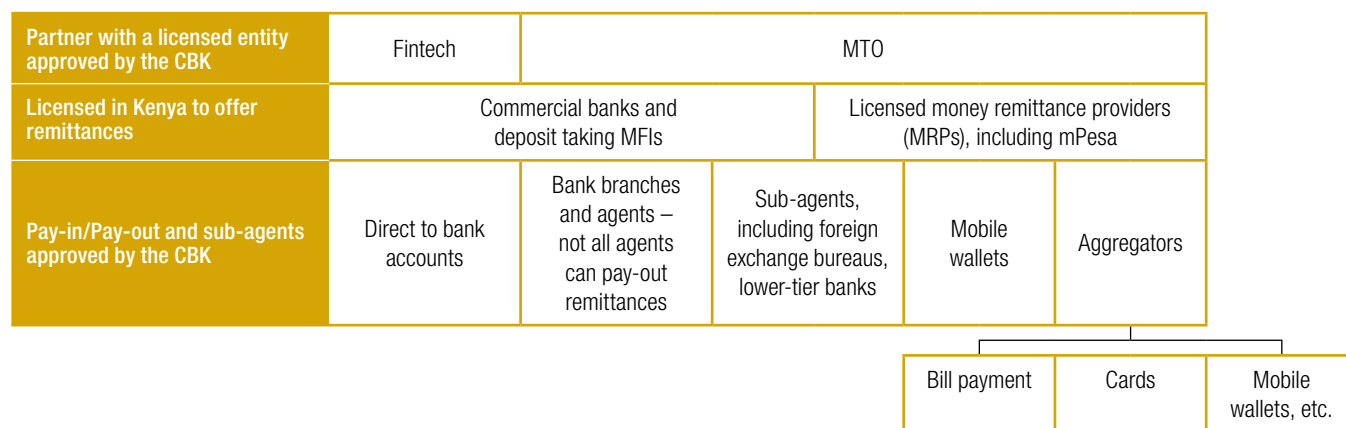 Partner with a licensed entity
approved by the CBK
Fintech
MTO
Licensed in Kenya to offer
remittances
Commercial banks and
deposit taking MFIs
Licensed money remittance providers
(MRPs), including mPesa
Pay-in/Pay-out and sub-agents
approved by the CBK
Direct to bank
accounts
Bank branches
and agents –
not all agents
can pay-out
remittances
Sub-agents,
including foreign
exchange bureaus,
lower-tier banks
Mobile
wallets
Aggregators
Bill payment
Cards
Mobile
wallets, etc.